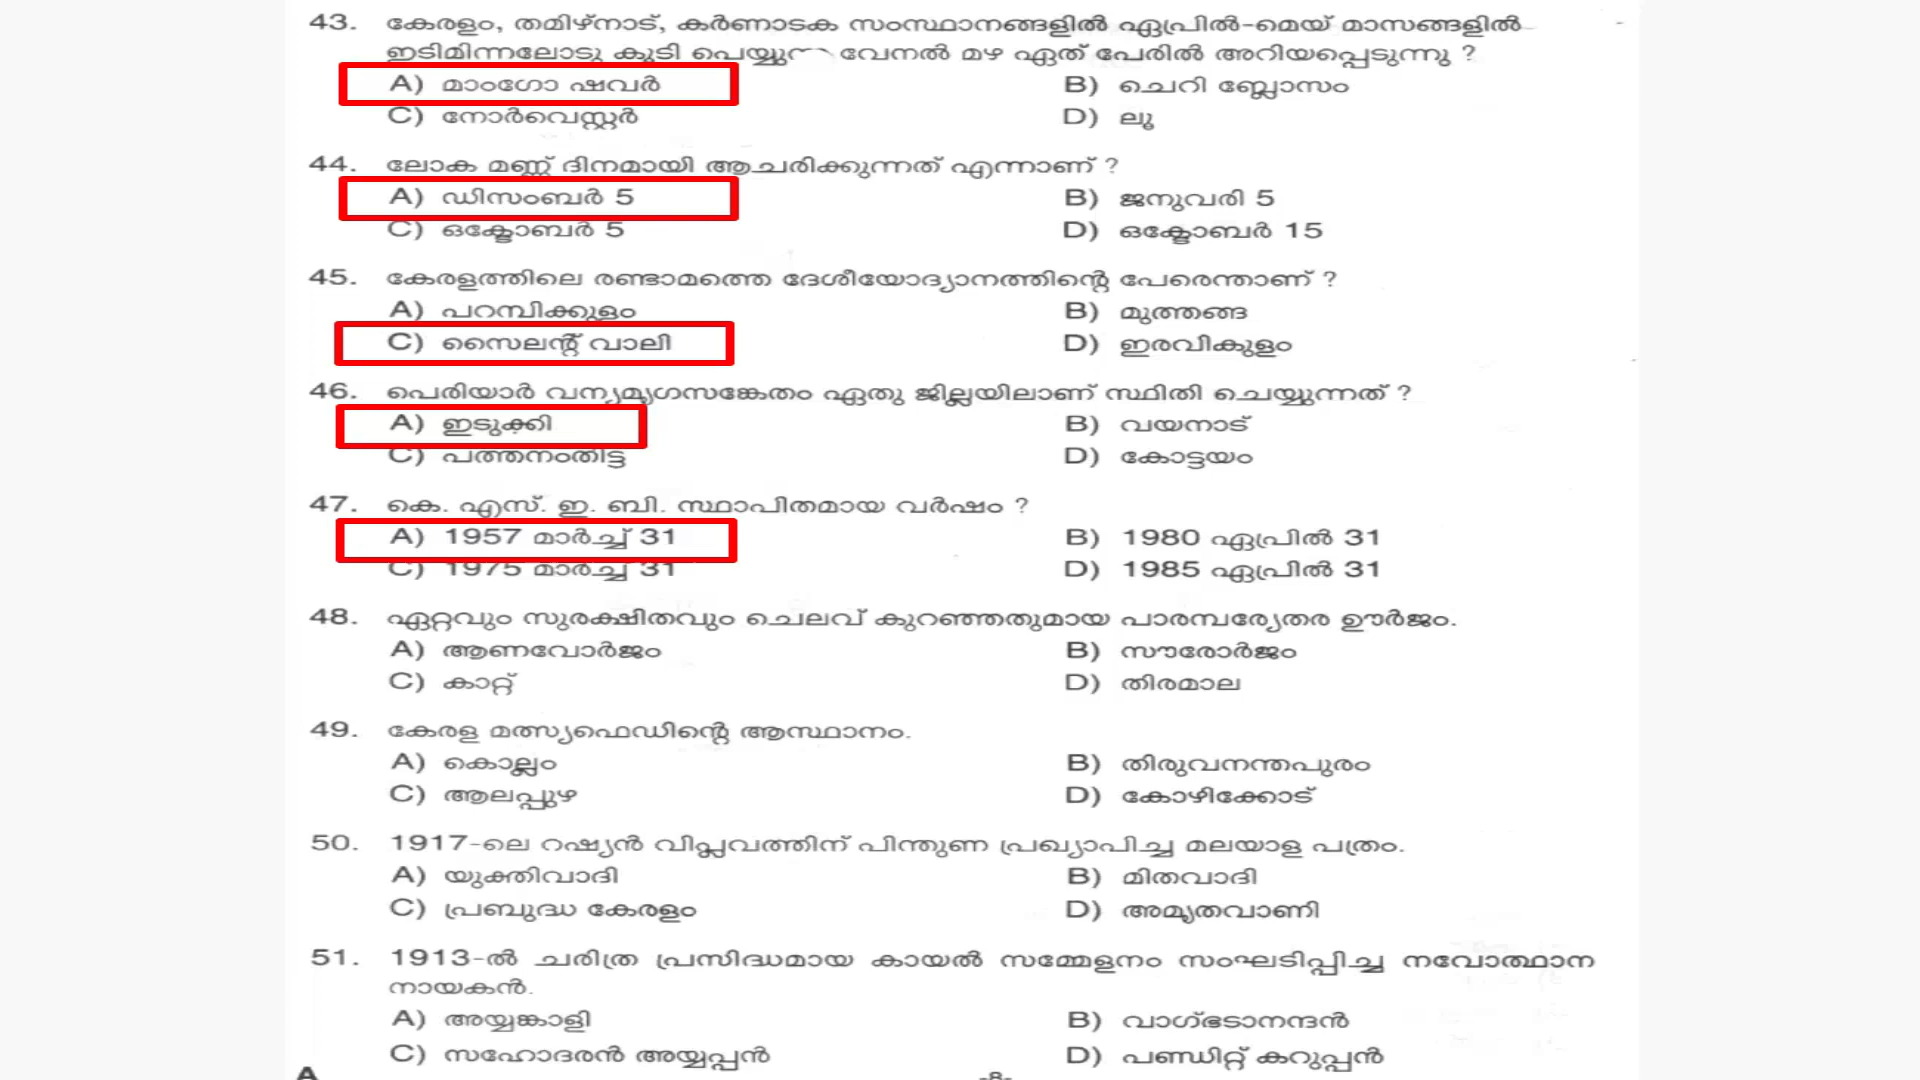 43. കേരളം, തമിഴ്നാട്, കർണാടക സംസ്ഥാനങ്ങളിൽ ഏപ്രിൽ-മെയ് മാസങ്ങളിൽ
ഇടിമിന്നലോടു കൂടി വേനൽ മഴ ഏത് പേരിൽ അറിയപ്പെടുന്നു ?
A) മാംഗോ ഷവർ B) ചെറി ബ്ലോസം
C) നോർവെസ്റ്റർ D) ലൂ
44. ലോക മണ്ണ് ദിനമായി ആചരിക്കുന്നത് എന്നാണ് ?
A) ഡിസംബർ 5 B) ജനുവരി 5
C) ഒക്ടോബർ 5 D) ഒക്ടോബർ 15
45. കേരളത്തിലെ രണ്ടാമത്തെ ദേശീയോദ്യാനത്തിന്റെ പേരെന്താണ് ?
A) പറമ്പിക്കുളം B) മുത്തങ്ങ
C) സൈലന്റ് വാലി D) ഇരവികുളം
46. പെരിയാർ വന്യമൃഗസങ്കേതം ഏതു ജില്ലയിലാണ് സ്ഥിതി ചെയ്യുന്നത് ?
A) ഇടുക്കി B) വയനാട്
C) പത്തനംതിട്ട D) കോട്ടയം
47. കെ. എസ്. ഇ. ബി. സ്ഥാപിതമായ വർഷം ?
A) 1957 മാർച്ച് 31 B) 1980 ഏപ്രിൽ 31
C) 1975 മാർച്ച് 31 D) 1985 ഏപ്രിൽ 31
48. ഏറ്റവും സുരക്ഷിതവും ചെലവ് കുറഞ്ഞതുമായ പാരമ്പര്യേതര ഊർജം.
A) ആണവോർജം B) സൗരോർജം
C) കാറ്റ് D) തിരമാല
49. കേരള മത്സ്യഫെഡിന്റെ ആസ്ഥാനം.
A) കൊല്ലം B) തിരുവനന്തപുരം
C) ആലപ്പുഴ D) കോഴിക്കോട്
50. 1917-ലെ റഷ്യൻ വിപ്ലവത്തിന് പിന്തുണ പ്രഖ്യാപിച്ച മലയാള പത്രം.
A) യുക്തിവാദി B) മിതവാദി
C) പ്രബുദ്ധ കേരളം D) അമൃതവാണി
51. 1913-ൽ ചരിത്ര പ്രസിദ്ധമായ കായൽ സമ്മേളനം സംഘടിപ്പിച്ച നവോത്ഥാന
നായകൻ.
A) അയ്യങ്കാളി B) വാഗ്ഭടാനന്ദൻ
C) സഹോദരൻ അയ്യപ്പൻ D) പണ്ഡിറ്റ് കറുപ്പൻ
A